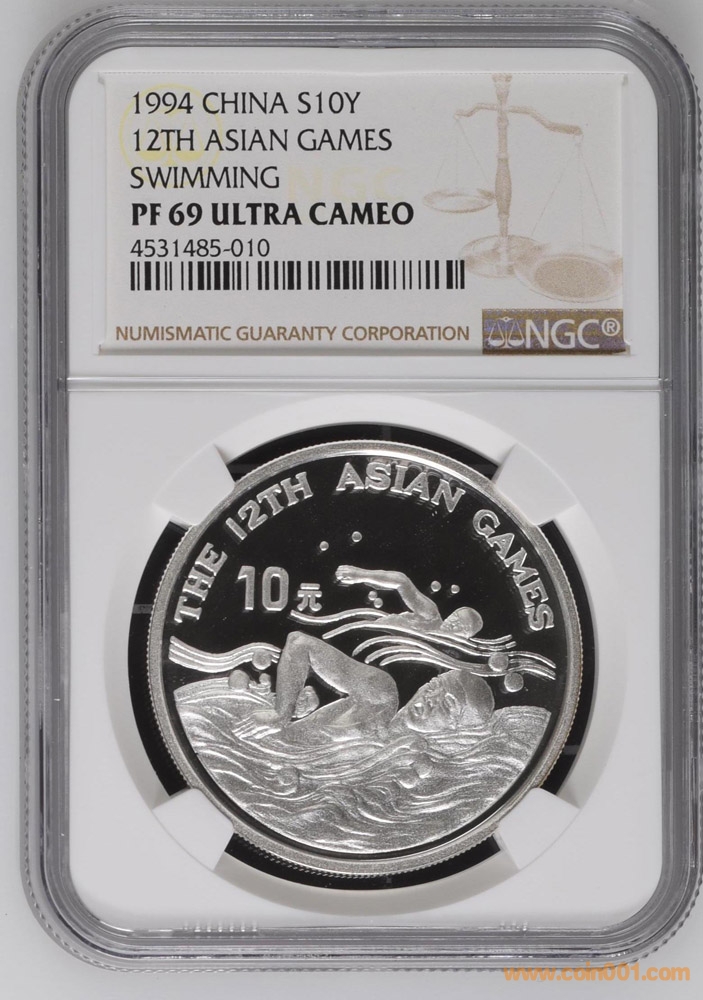 1994 CHINA S10Y
12TH ASIAN GAMES
SWIMMING
PF 69 ULTRA CAMEO
4531485-010
NGC
NUMISMATIC GUARANTY CORPORATION
NGC®
THE 12TH ASIAN GAMES
10元
www.coin001.com